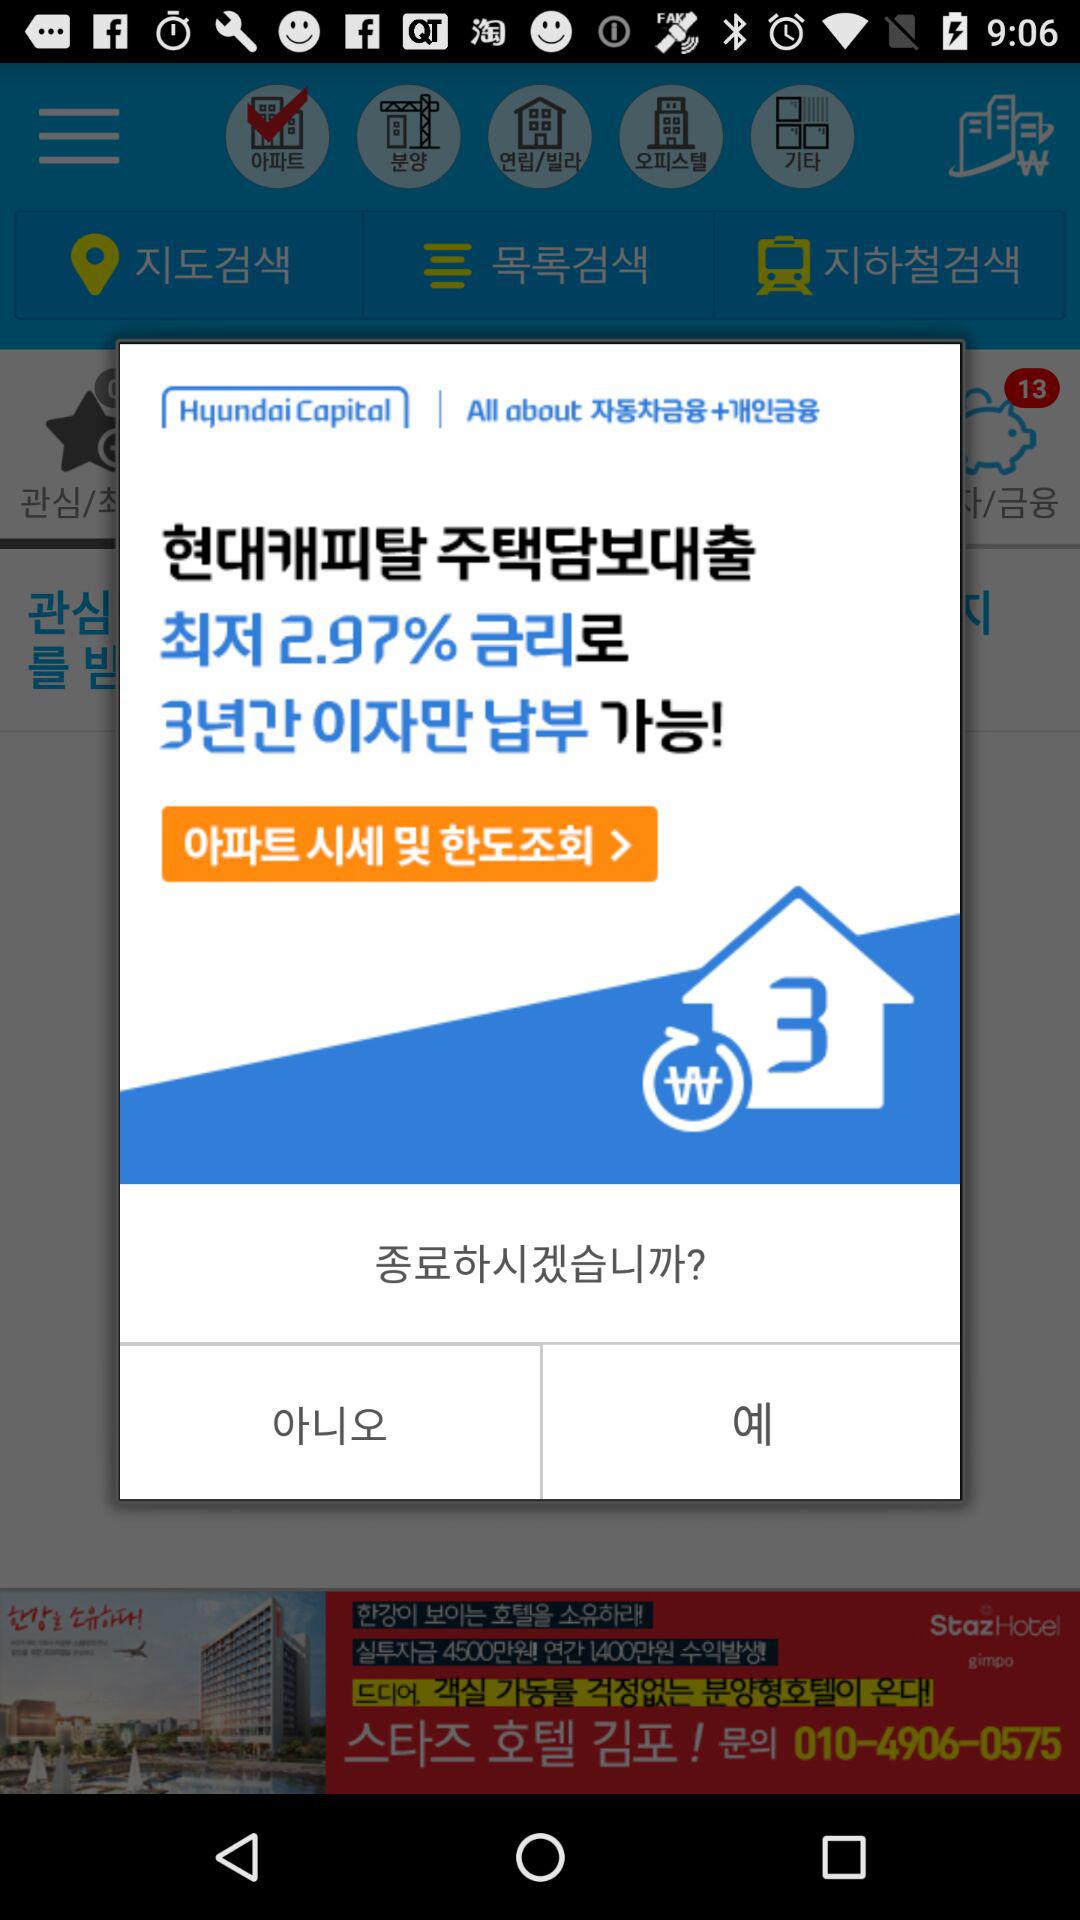 FAKE
9:06
아파트
분양
연립/빌라
오피스텔
기타
지도검색
목록검색
지하철검색
13
관심/최
/금융
관심
지
를 받
Hyundai Capital | All about 자동차금융+개인금융
현대캐피탈 주택담보대출
최저 2.97% 금리로
3년간 이자만 납부 가능!
아파트 시세 및 한도조회 >
3
₩
종료하시겠습니까?
아니오
예
한강을 소유하다!
한강이 보이는 호텔을 소유하라!
실투자금 4500만원! 연간 1,400만원 수익발생!
드디어, 객실 가동률 걱정없는 분양형호텔이 온다!
스타즈 호텔 김포! 문의 010-4906-0575
StazHotel
gimpo